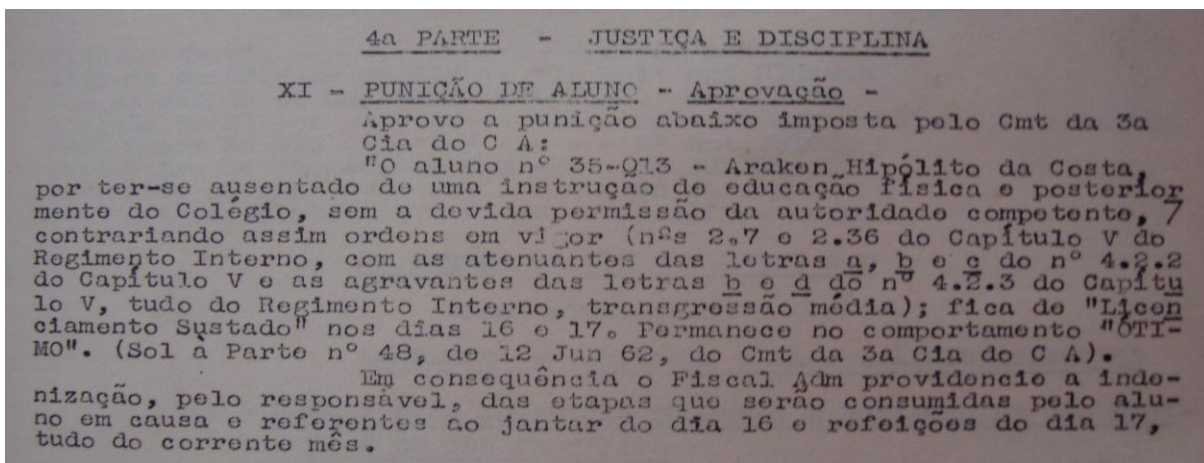 4a PARTE - JUSTIÇA E DISCIPLINA
XI - PUNIÇÃO DE ALUNO - Aprovação -
Aprovo a punição abaixo imposta pelo Cmt da 3a
Cia do C A:
"O aluno nº 35-Q13 - Araken Hipólito da Costa,
por ter-se ausentado de uma instrução de educação física e posterior
mente do Colégio, sem a devida permissão da autoridade competente, 7
contrariando assim ordens em vigor (nºs 2.7 e 2.36 do Capítulo V do
Regimento Interno, com as atenuantes das letras a, b e c do nº 4.2.2
do Capítulo V e as agravantes das letras b e d do nº 4.2.3 do Capítu
lo V, tudo do Regimento Interno, transgressão média); fica de "Licen
ciamento Sustado" nos dias 16 e 17. Permanece no comportamento "ÓTI-
MO". (Sol à Parte nº 48, de 12 Jun 62, do Cmt da 3a Cia do C A).
Em consequência o Fiscal Adm providencie a inde-
nização, pelo responsável, das etapas que serão consumidas pelo alu-
no em causa e referentes ao jantar do dia 16 e refeições do dia 17,
tudo do corrente mês.